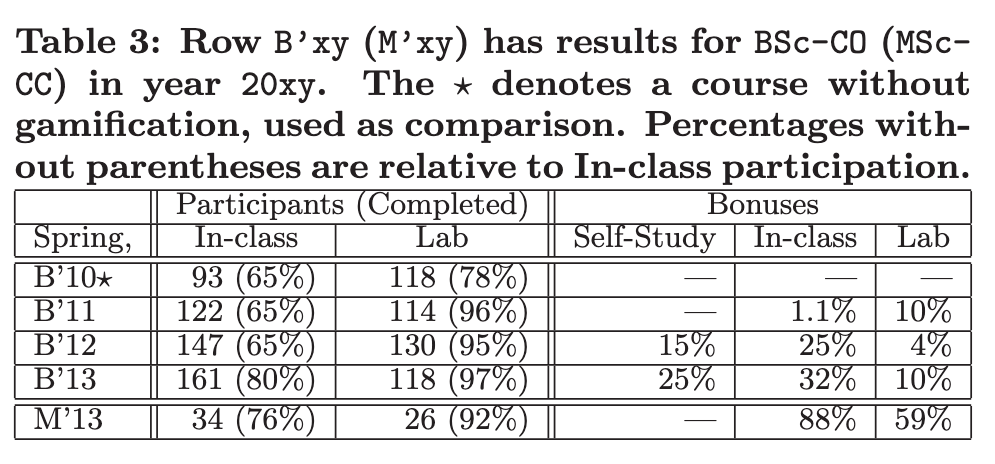 Table 3: Row B’xy (M’xy) has results for BSc-CO (MSc-
CC) in year 20xy. The ⋆ denotes a course without
gamification, used as comparison. Percentages with-
out parentheses are relative to In-class participation.
Participants (Completed) Bonuses
Spring, In-class Lab Self-Study In-class Lab
B’10⋆ 93 (65%) 118 (78%) — — —
B’11 122 (65%) 114 (96%) — 1.1% 10%
B’12 147 (65%) 130 (95%) 15% 25% 4%
B’13 161 (80%) 118 (97%) 25% 32% 10%
M’13 34 (76%) 26 (92%) — 88% 59%